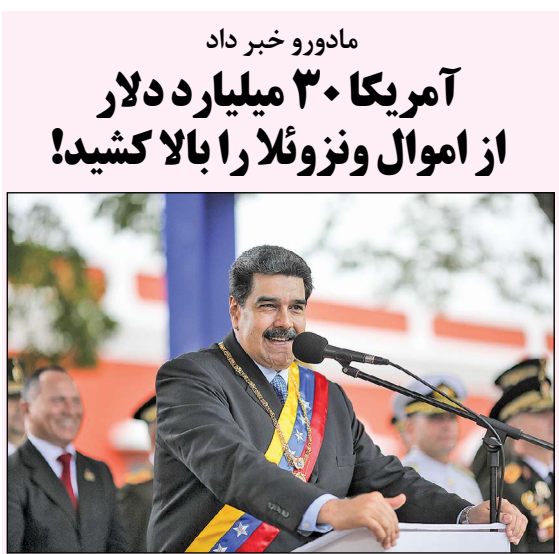 مادورو خبر داد
آمریکا ۳۰ میلیارد دلار
از اموال ونزوئلا را بالا کشید!